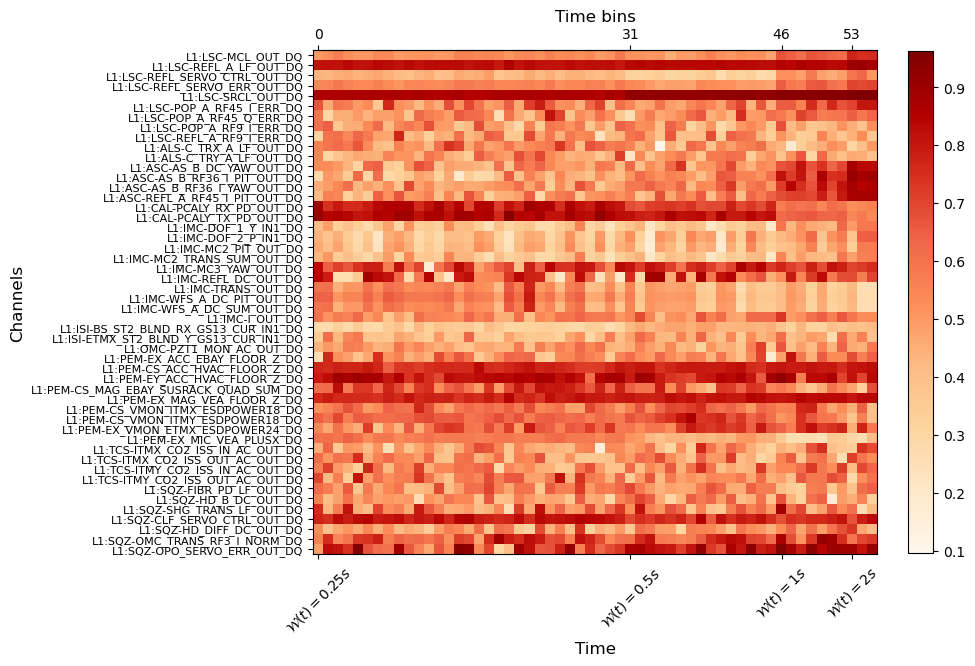 Time bins
0 31 46 53
Channels
L1:LSC-MCL_OUT_DQ
L1:LSC-REFL_A_LF_OUT_DQ
L1:LSC-REFL_SERVO_CTRL_OUT_DQ
L1:LSC-REFL_SERVO_ERR_OUT_DQ
L1:LSC-SRCL_OUT_DQ
L1:LSC-POP_A_RF45_I_ERR_DQ
L1:LSC-POP_A_RF45_Q_ERR_DQ
L1:LSC-POP_A_RF9_I_ERR_DQ
L1:LSC-REFL_A_RF9_I_ERR_DQ
L1:ALS-C_TRX_A_LF_OUT_DQ
L1:ALS-C_TRY_A_LF_OUT_DQ
L1:ASC-AS_B_DC_YAW_OUT_DQ
L1:ASC-AS_B_RF36_I_PIT_OUT_DQ
L1:ASC-AS_B_RF36_I_YAW_OUT_DQ
L1:ASC-REFL_A_RF45_I_PIT_OUT_DQ
L1:CAL-PCALY_RX_PD_OUT_DQ
L1:CAL-PCALY_TX_PD_OUT_DQ
L1:IMC-DOF_1_Y_IN1_DQ
L1:IMC-DOF_2_P_IN1_DQ
L1:IMC-MC2_PIT_OUT_DQ
L1:IMC-MC2_TRANS_SUM_OUT_DQ
L1:IMC-MC3_YAW_OUT_DQ
L1:IMC-REFL_DC_OUT_DQ
L1:IMC-TRANS_OUT_DQ
L1:IMC-WFS_A_DC_PIT_OUT_DQ
L1:IMC-WFS_A_DC_SUM_OUT_DQ
L1:IMC-I_OUT_DQ
L1:ISI-BS_ST2_BLND_RX_GS13_CUR_IN1_DQ
L1:ISI-ETMX_ST2_BLND_Y_GS13_CUR_IN1_DQ
L1:OMC-PZT1_MON_AC_OUT_DQ
L1:PEM-EX_ACC_EBAY_FLOOR_Z_DQ
L1:PEM-CS_ACC_HVAC_FLOOR_Z_DQ
L1:PEM-EY_ACC_HVAC_FLOOR_Z_DQ
L1:PEM-CS_MAG_EBAY_SUSRACK_QUAD_SUM_DQ
L1:PEM-EX_MAG_VEA_FLOOR_Z_DQ
L1:PEM-CS_VMON_ITMX_ESDPOWER18_DQ
L1:PEM-CS_VMON_ITMY_ESDPOWER18_DQ
L1:PEM-EX_VMON_ETMX_ESDPOWER24_DQ
L1:PEM-EX_MIC_VEA_PLUSX_DQ
L1:TCS-ITMX_CO2_ISS_IN_AC_OUT_DQ
L1:TCS-ITMX_CO2_ISS_OUT_AC_OUT_DQ
L1:TCS-ITMY_CO2_ISS_IN_AC_OUT_DQ
L1:TCS-ITMY_CO2_ISS_OUT_AC_OUT_DQ
L1:SQZ-FIBR_PD_LF_OUT_DQ
L1:SQZ-HD_B_DC_OUT_DQ
L1:SQZ-SHG_TRANS_LF_OUT_DQ
L1:SQZ-CLF_SERVO_CTRL_OUT_DQ
L1:SQZ-HD_DIFF_DC_OUT_DQ
L1:SQZ-OMC_TRANS_RF3_I_NORM_DQ
L1:SQZ-OPO_SERVO_ERR_OUT_DQ
0.9
0.8
0.7
0.6
0.5
0.4
0.3
0.2
0.1
𝒲(t) = 0.25s 𝒲(t) = 0.5s 𝒲(t) = 1s 𝒲(t) = 2s
Time